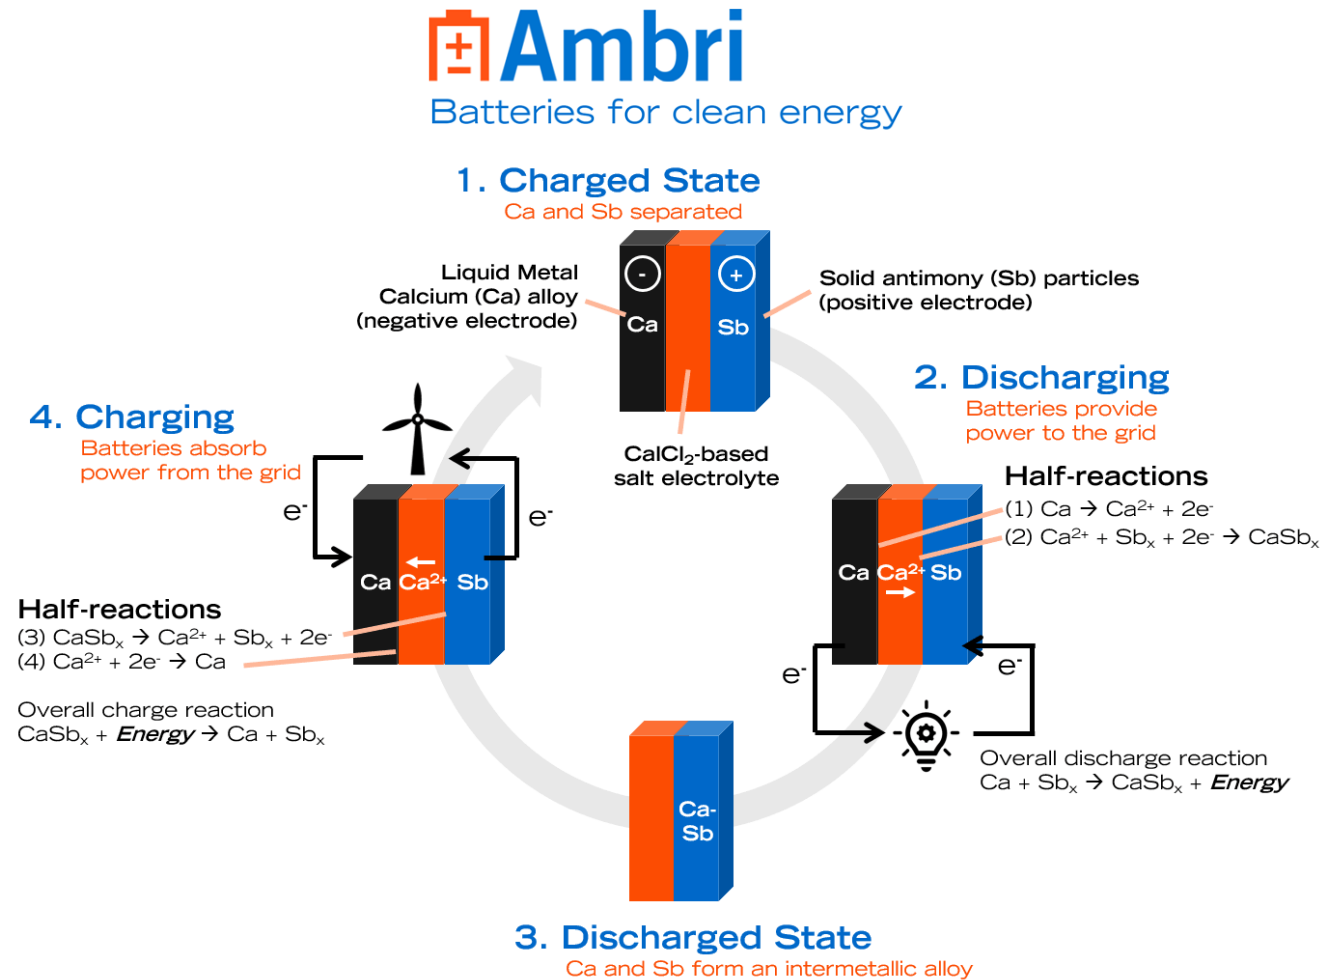 Ambri
Batteries for clean energy
1. Charged State
Ca and Sb separated
Liquid Metal
Calcium (Ca) alloy
(negative electrode)
-
+
Ca
Sb
Solid antimony (Sb) particles
(positive electrode)
CalCl₂-based
salt electrolyte
2. Discharging
Batteries provide
power to the grid
Half-reactions
(1) Ca → Ca²⁺ + 2e⁻
(2) Ca²⁺ + Sbₓ + 2e⁻ → CaSbₓ
Ca Ca²⁺ Sb
e⁻
e⁻
Overall discharge reaction
Ca + Sbₓ → CaSbₓ + Energy
3. Discharged State
Ca and Sb form an intermetallic alloy
Ca-
Sb
4. Charging
Batteries absorb
power from the grid
e⁻
e⁻
Ca Ca²⁺ Sb
Half-reactions
(3) CaSbₓ → Ca²⁺ + Sbₓ + 2e⁻
(4) Ca²⁺ + 2e⁻ → Ca
Overall charge reaction
CaSbₓ + Energy → Ca + Sbₓ